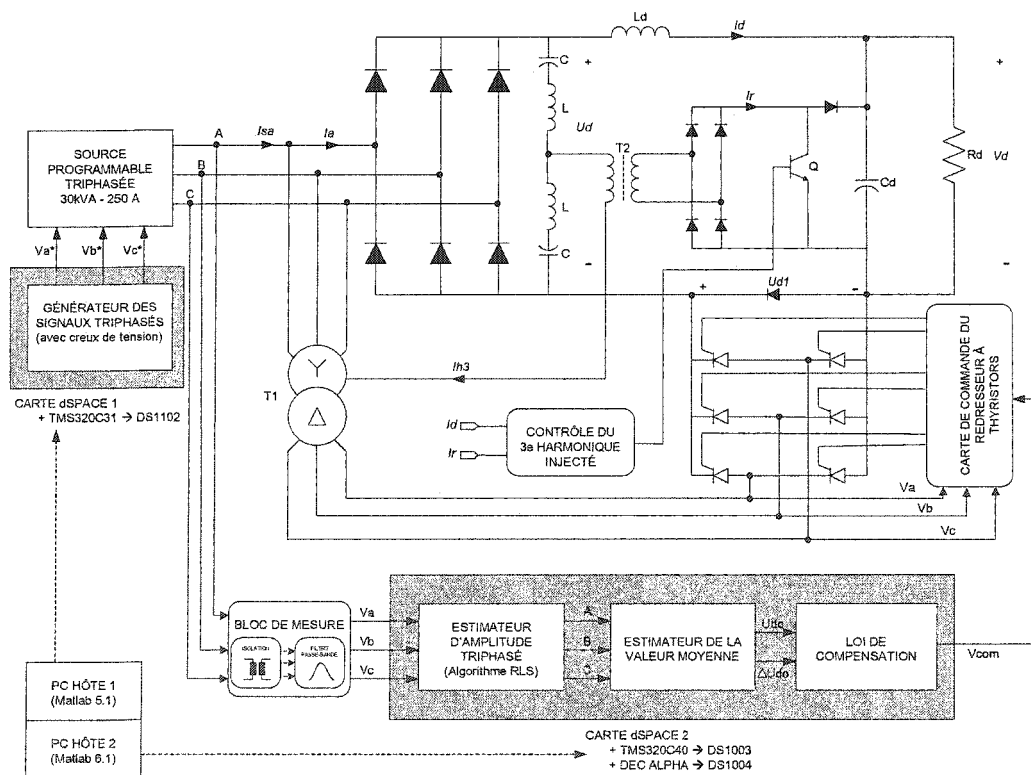 Ld
Id
C
+
+
L
Ir
Ud
T2
Q
Cd
Rd
Vd
A
Isa
Ia
SOURCE
PROGRAMMABLE
TRIPHASÉE
30kVA - 250 A
B
C
L
C
-
-
Va*
Vb*
Vc*
+
Ud1
-
GÉNÉRATEUR DES
SIGNAUX TRIPHASÉS
(avec creux de tension)
Y
Δ
T1
Ih3
CARTE dSPACE 1
+ TMS320C31 → DS1102
Id
Ir
CONTRÔLE DU
3e HARMONIQUE
INJECTÉ
CARTE DE COMMANDE DU
REDRESSEUR À
THYRISTORS
Va
Vb
Vc
BLOC DE MESURE
ISOLATION
FILTRE
PASSE-BANDE
Va
Vb
Vc
ESTIMATEUR
D'AMPLITUDE
TRIPHASÉ
(Algorithme RLS)
A
B
C
ESTIMATEUR DE LA
VALEUR MOYENNE
Udo
ΔUdo
LOI DE
COMPENSATION
Vcom
PC HÔTE 1
(Matlab 5.1)
PC HÔTE 2
(Matlab 6.1)
CARTE dSPACE 2
+ TMS320C40 → DS1003
+ DEC ALPHA → DS1004